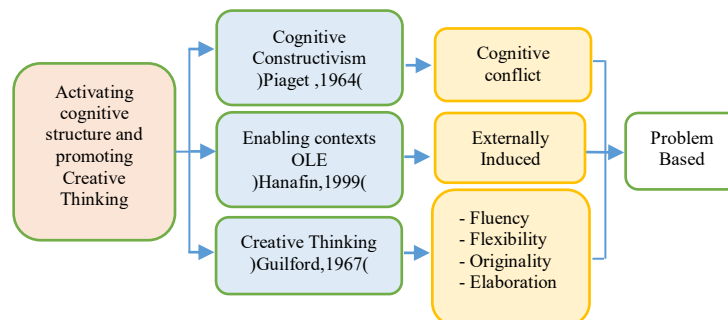 Activating
cognitive
structure and
promoting
Creative
Thinking
Cognitive
Constructivism
)Piaget ,1964(
Enabling contexts
OLE
)Hanafin,1999(
Creative Thinking
)Guilford,1967(
Cognitive
conflict
Externally
Induced
- Fluency
- Flexibility
- Originality
- Elaboration
Problem
Based